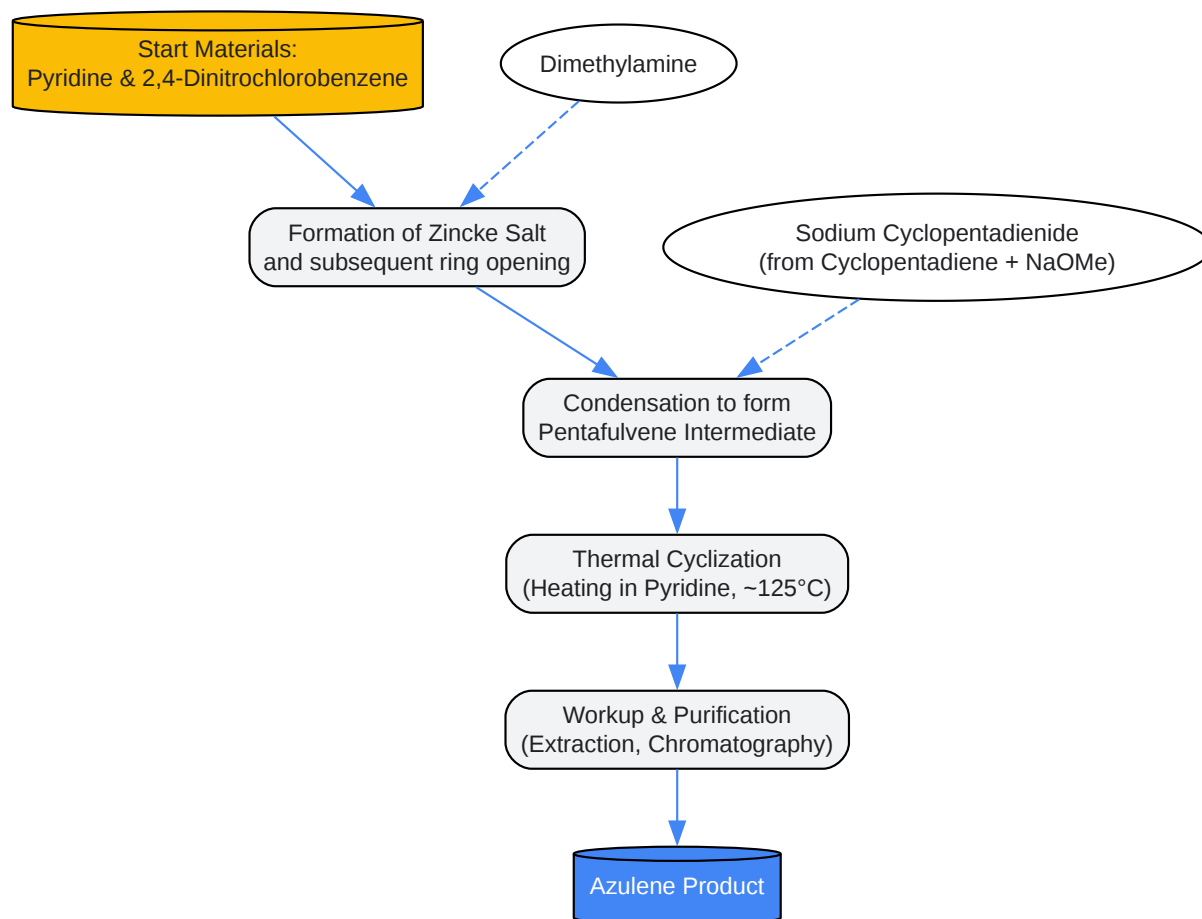 Start Materials:
Pyridine & 2,4-Dinitrochlorobenzene
Dimethylamine
Formation of Zincke Salt
and subsequent ring opening
Sodium Cyclopentadienide
(from Cyclopentadiene + NaOMe)
Condensation to form
Pentafulvene Intermediate
Thermal Cyclization
(Heating in Pyridine, ~125°C)
Workup & Purification
(Extraction, Chromatography)
Azulene Product